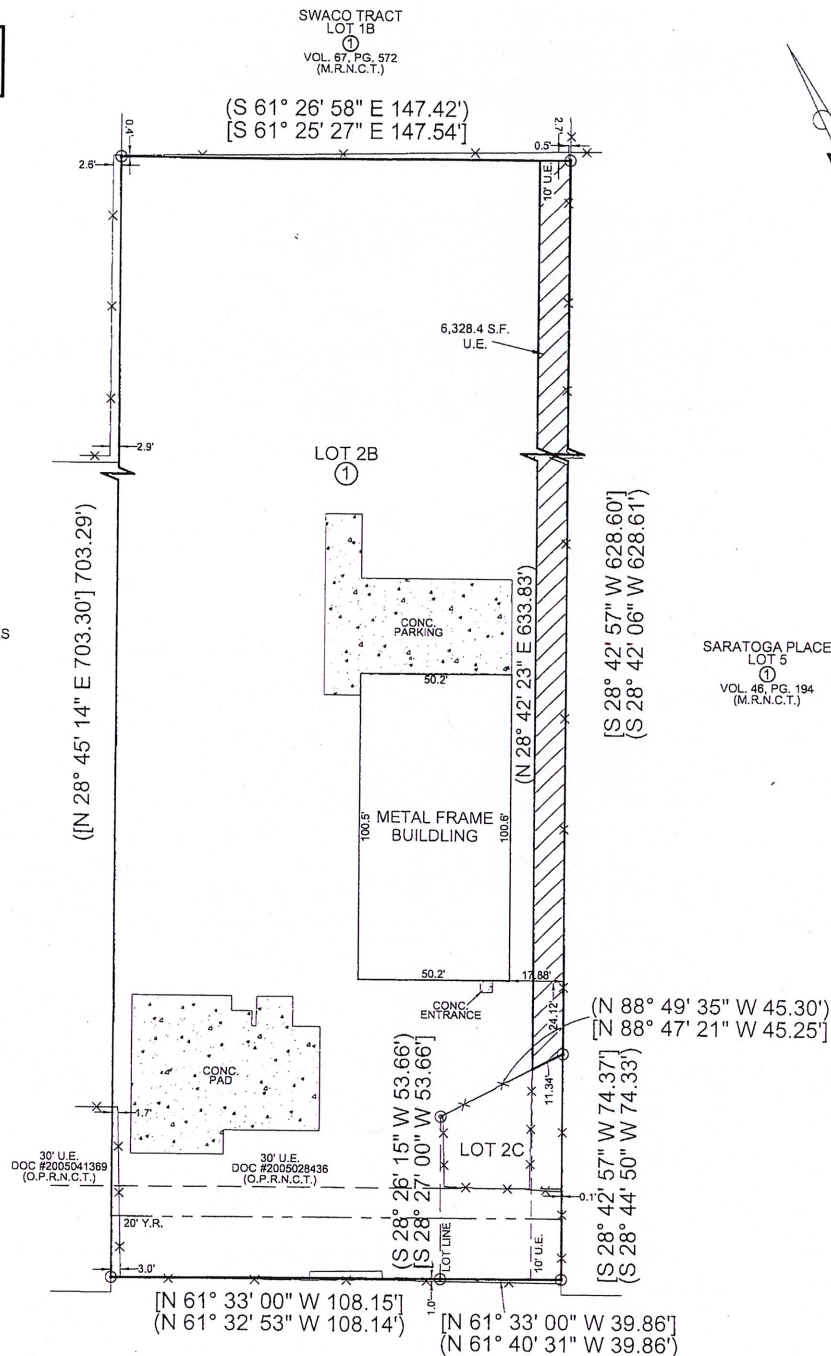 SWACO TRACT
LOT 1B
1
VOL. 67, PG. 572
(M.R.N.C.T.)
(S 61° 26' 58" E 147.42')
[S 61° 25' 27" E 147.54']
0.4'
2.7'
0.5'
2.6'
10' U.E.
6,328.4 S.F.
U.E.
2.9'
LOT 2B
1
([N 28° 45' 14" E 703.30'] 703.29')
[S 28° 42' 57" W 628.60']
(S 28° 42' 06" W 628.61')
(N 28° 42' 23" E 633.83')
CONC.
PARKING
ES
SARATOGA PLACE
LOT 5
1
VOL. 46, PG. 194
(M.R.N.C.T.)
50.2'
100.5'
METAL FRAME
BUILDLING
100.6'
50.2'
17.88'
CONC.
ENTRANCE
24.12'
(N 88° 49' 35" W 45.30')
[N 88° 47' 21" W 45.25']
11.34'
CONC.
PAD
1.7'
(S 28° 26' 15" W 53.66')
[S 28° 27' 00" W 53.66']
LOT 2C
[S 28° 42' 57" W 74.37']
(S 28° 44' 50" W 74.33')
30' U.E.
DOC #2005041369
(O.P.R.N.C.T.)
30' U.E.
DOC #2005028436
(O.P.R.N.C.T.)
0.1'
20' Y.R.
LOT LINE
10' U.E.
3.0'
1.0'
[N 61° 33' 00" W 108.15']
(N 61° 32' 53" W 108.14')
[N 61° 33' 00" W 39.86']
(N 61° 40' 31" W 39.86')